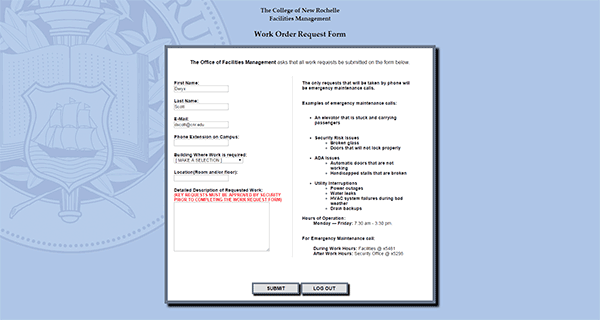 The College of New Rochelle
Facilities Management
Work Order Request Form
The Office of Facilities Management asks that all work requests be submitted on the form below.
First Name:
Dwyn
Last Name:
Scott
E-Mail:
Phone Extension on Campus:
Building Where Work is required:
[ MAKE A SELECTION ]
Location(Room and/or floor):
Detailed Description of Requested Work:
(KEY REQUESTS MUST BE APPROVED BY SECURITY
PRIOR TO COMPLETING THE WORK REQUEST FORM)
The only requests that will be taken by phone will
be emergency maintenance calls.
Examples of emergency maintenance calls:
An elevator that is stuck and carrying
passengers
Security Risk Issues
Broken glass
Doors that will not lock properly
ADA Issues
Automatic doors that are not
working
Handicapped stalls that are broken
Utility Interruptions
Power outages
Water leaks
HVAC system failures during bad
weather
Drain backups
Hours of Operation:
Monday — Friday: 7:30 am - 3:30 pm
For Emergency Maintenance call:
During Work Hours: Facilities @ x5461
After Work Hours: Security Office @ x5298
SUBMIT
LOG OUT